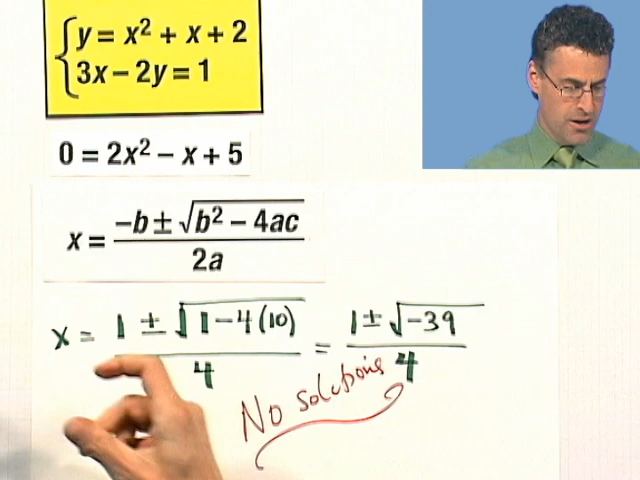 { y = x² + x + 2
3x − 2y = 1
0 = 2x² − x + 5
x = (−b ± √(b² − 4ac)) / 2a
x = (1 ± √(1 − 4(10))) / 4 = (1 ± √(−39)) / 4
No solutions